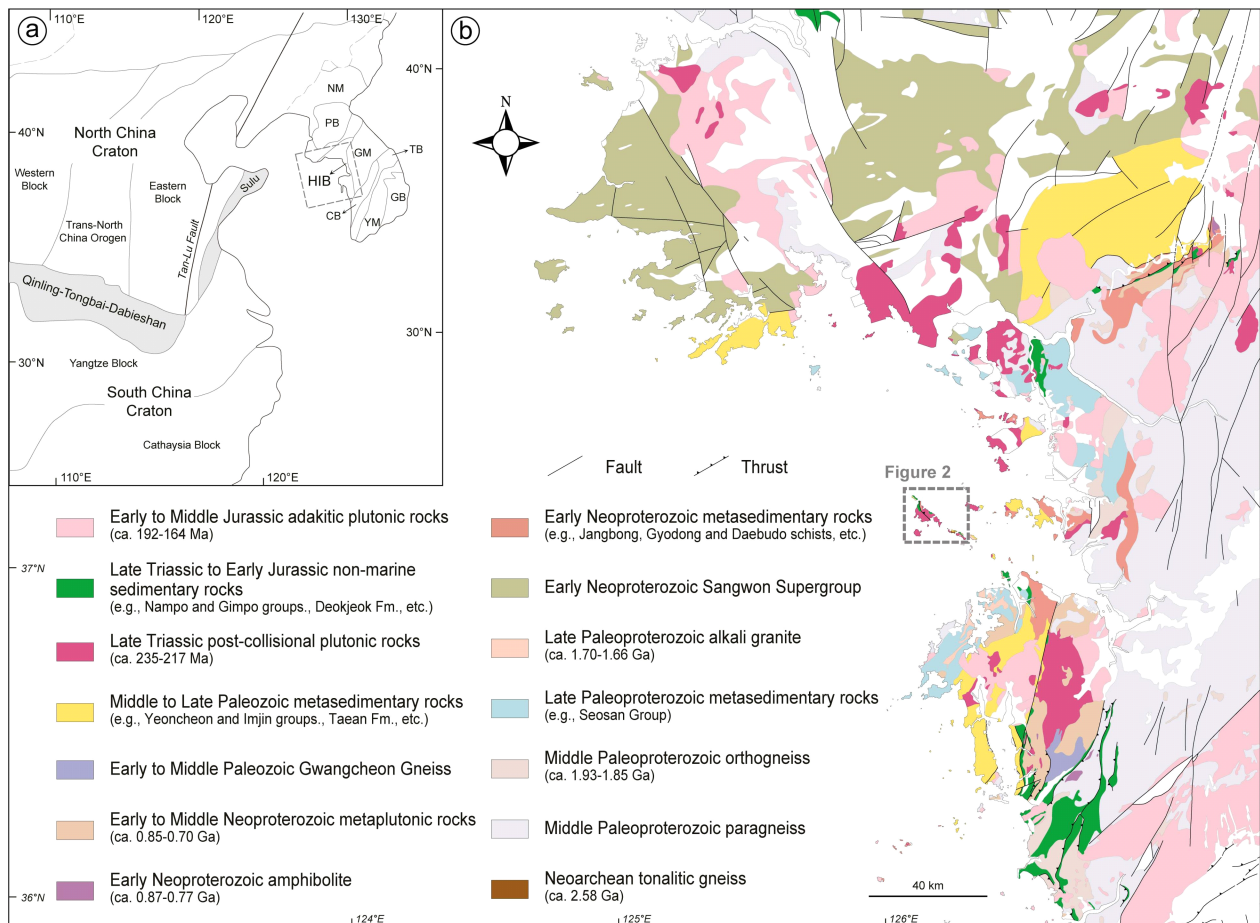 a
110°E
120°E
130°E
40°N
40°N
30°N
30°N
110°E
120°E
NM
PB
GM
TB
HIB
CB
YM
GB
North China
Craton
Western
Block
Eastern
Block
Trans-North
China Orogen
Tan-Lu Fault
Sulu
Qinling-Tongbai-Dabieshan
Yangtze Block
South China
Craton
Cathaysia Block
b
N
Fault
Thrust
Figure 2
Early to Middle Jurassic adakitic plutonic rocks
(ca. 192-164 Ma)
Late Triassic to Early Jurassic non-marine
sedimentary rocks
(e.g., Nampo and Gimpo groups., Deokjeok Fm., etc.)
Late Triassic post-collisional plutonic rocks
(ca. 235-217 Ma)
Middle to Late Paleozoic metasedimentary rocks
(e.g., Yeoncheon and Imjin groups., Taean Fm., etc.)
Early to Middle Paleozoic Gwangcheon Gneiss
Early to Middle Neoproterozoic metaplutonic rocks
(ca. 0.85-0.70 Ga)
Early Neoproterozoic amphibolite
(ca. 0.87-0.77 Ga)
Early Neoproterozoic metasedimentary rocks
(e.g., Jangbong, Gyodong and Daebudo schists, etc.)
Early Neoproterozoic Sangwon Supergroup
Late Paleoproterozoic alkali granite
(ca. 1.70-1.66 Ga)
Late Paleoproterozoic metasedimentary rocks
(e.g., Seosan Group)
Middle Paleoproterozoic orthogneiss
(ca. 1.93-1.85 Ga)
Middle Paleoproterozoic paragneiss
Neoarchean tonalitic gneiss
(ca. 2.58 Ga)
40 km
37°N
36°N
124°E
125°E
126°E